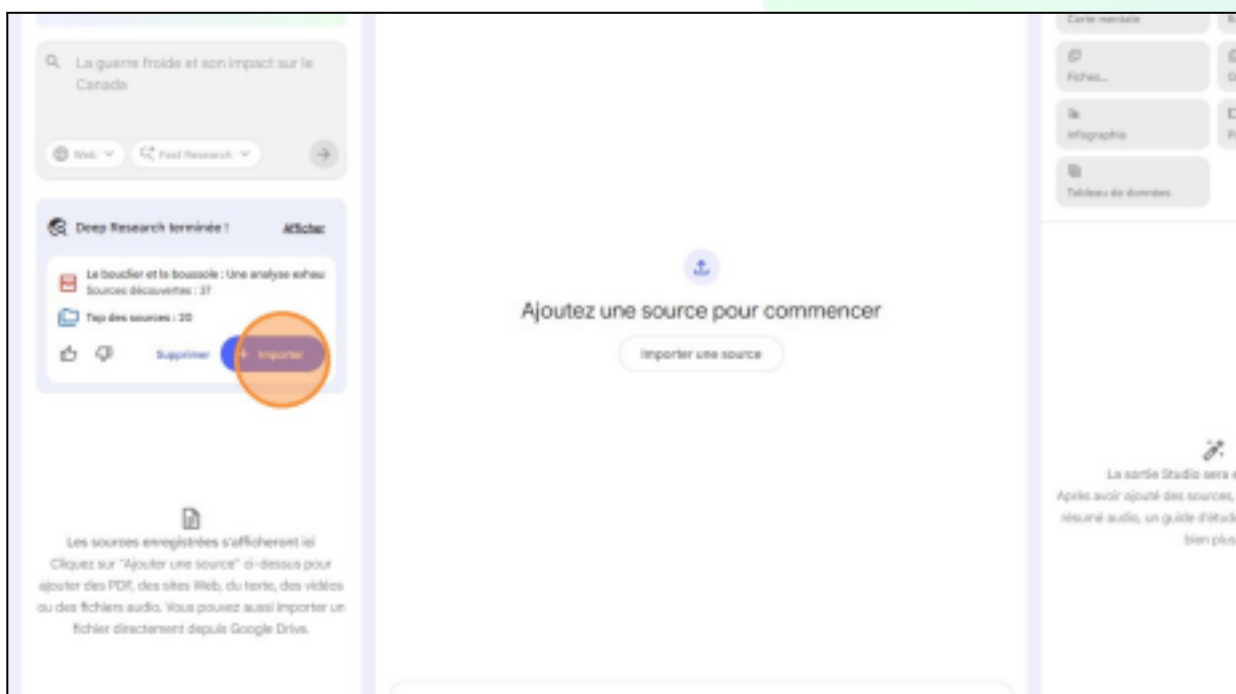 La guerre froide et son impact sur le
Canada
Web
Fast Research
Deep Research terminée !
Afficher
Le bouclier et la boussole : Une analyse exhau
Sources découvertes : 37
Top des sources : 20
Supprimer
+ Importer
Les sources enregistrées s'afficheront ici
Cliquez sur "Ajouter une source" ci-dessus pour
ajouter des PDF, des sites Web, du texte, des vidéos
ou des fichiers audio. Vous pouvez aussi importer un
fichier directement depuis Google Drive.
Ajoutez une source pour commencer
Importer une source
Carte mentale
Fiches...
Infographie
Tableau de données
La sortie Studio sera
Après avoir ajouté des sources,
résumé audio, un guide d'étude
bien plus